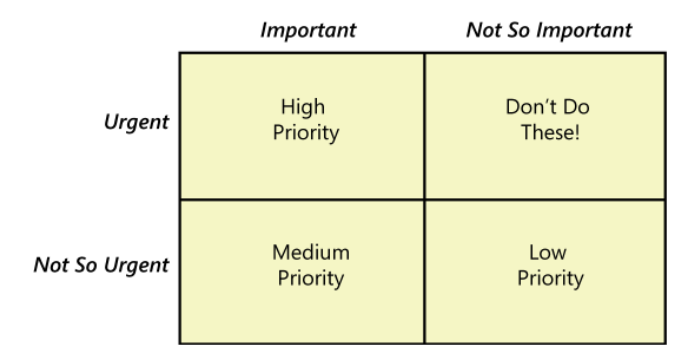 Important Not So Important
Urgent
High
Priority
Don't Do
These!
Not So Urgent
Medium
Priority
Low
Priority